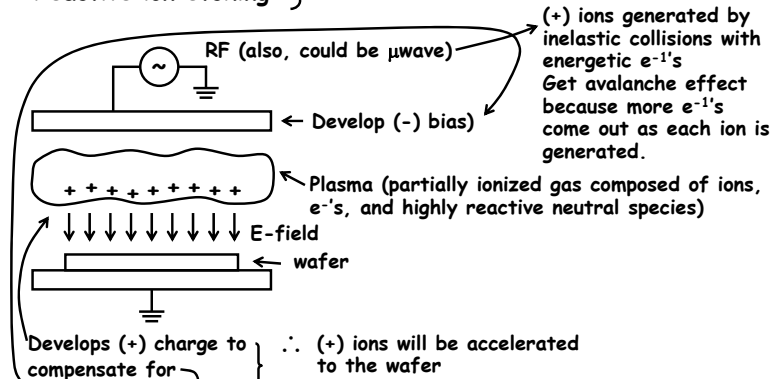 RF (also, could be μwave)
(+) ions generated by
inelastic collisions with
energetic e-1's
Get avalanche effect
because more e-1's
come out as each ion is
generated.
~
Develop (-) bias)
Plasma (partially ionized gas composed of ions,
e-'s, and highly reactive neutral species)
+ + + + + + + + +
E-field
wafer
Develops (+) charge to
compensate for
∴ (+) ions will be accelerated
to the wafer